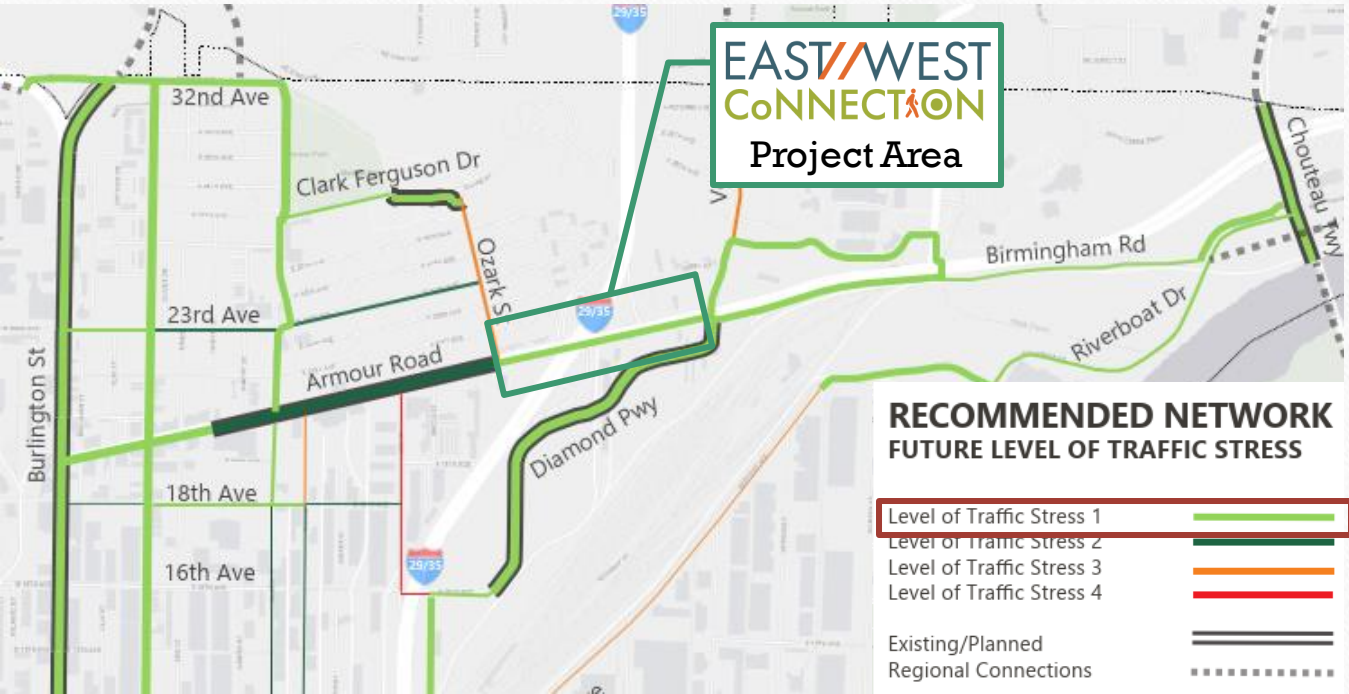 29/35
EAST//WEST
CoNNECTION
Project Area
32nd Ave
Clark Ferguson Dr
Chouteau Twy
Ozark S
Birmingham Rd
29/35
23rd Ave
Riverboat Dr
Armour Road
Burlington St
Diamond Pwy
18th Ave
29/35
16th Ave
RECOMMENDED NETWORK
FUTURE LEVEL OF TRAFFIC STRESS
Level of Traffic Stress 1
Level of Traffic Stress 2
Level of Traffic Stress 3
Level of Traffic Stress 4
Existing/Planned
Regional Connections